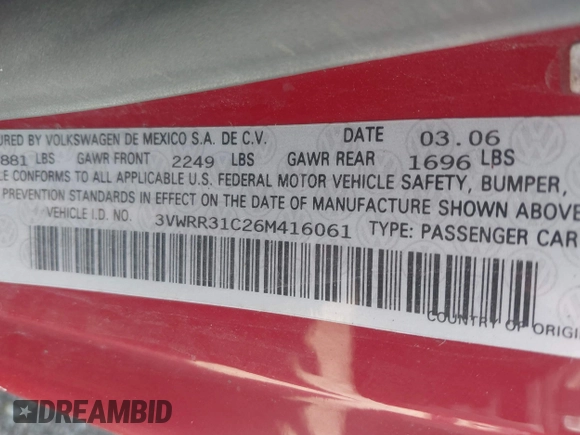 URED BY VOLKSWAGEN DE MEXICO S.A. DE C.V. DATE 03.06
881 LBS GAWR FRONT 2249 LBS GAWR REAR 1696 LBS
LE CONFORMS TO ALL APPLICABLE U.S. FEDERAL MOTOR VEHICLE SAFETY, BUMPER,
PREVENTION STANDARDS IN EFFECT ON THE DATE OF MANUFACTURE SHOWN ABOVE
VEHICLE I.D. NO. 3VWRR31C26M416061 TYPE: PASSENGER CAR
COUNTRY OF ORIGI
DREAMBID